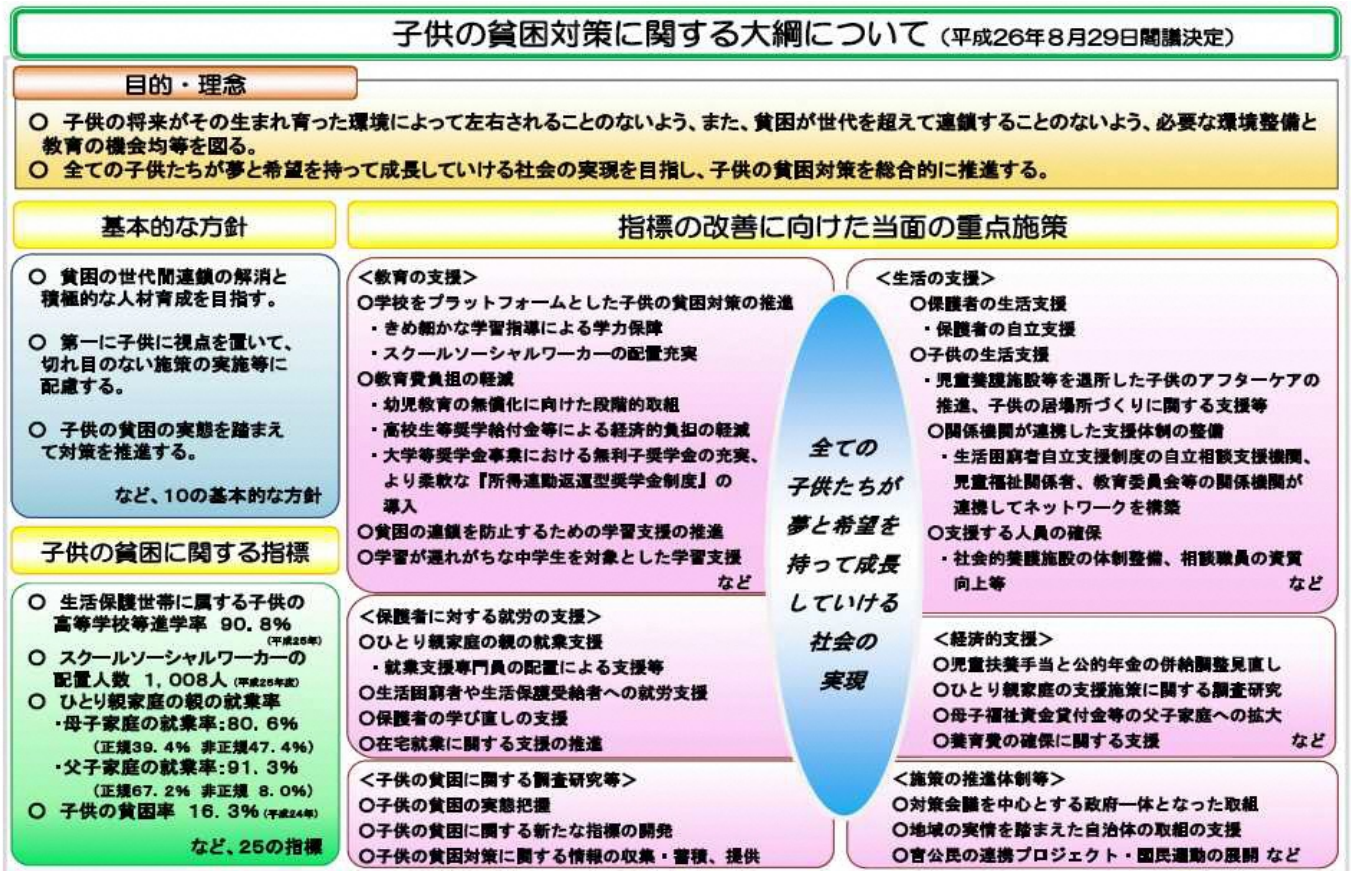 子供の貧困対策に関する大綱について（平成26年8月29日閣議決定）
目的・理念
○ 子供の将来がその生まれ育った環境によって左右されることのないよう、また、貧困が世代を超えて連鎖することのないよう、必要な環境整備と
教育の機会均等を図る。
○ 全ての子供たちが夢と希望を持って成長していける社会の実現を目指し、子供の貧困対策を総合的に推進する。
基本的な方針
○ 貧困の世代間連鎖の解消と
積極的な人材育成を目指す。
○ 第一に子供に視点を置いて、
切れ目のない施策の実施等に
配慮する。
○ 子供の貧困の実態を踏まえ
て対策を推進する。
など、10の基本的な方針
子供の貧困に関する指標
○ 生活保護世帯に属する子供の
高等学校等進学率 90.8%
（平成25年）
○ スクールソーシャルワーカーの
配置人数 1,008人（平成25年度）
○ ひとり親家庭の親の就業率
・母子家庭の就業率：80.6%
（正規39.4% 非正規47.4%）
・父子家庭の就業率：91.3%
（正規67.2% 非正規 8.0%）
○ 子供の貧困率 16.3%（平成24年）
など、25の指標
指標の改善に向けた当面の重点施策
＜教育の支援＞
○学校をプラットフォームとした子供の貧困対策の推進
・きめ細かな学習指導による学力保障
・スクールソーシャルワーカーの配置充実
○教育費負担の軽減
・幼児教育の無償化に向けた段階的取組
・高校生等奨学給付金等による経済的負担の軽減
・大学等奨学金事業における無利子奨学金の充実、
より柔軟な『所得連動返還型奨学金制度』の
導入
○貧困の連鎖を防止するための学習支援の推進
○学習が遅れがちな中学生を対象とした学習支援
など
＜保護者に対する就労の支援＞
○ひとり親家庭の親の就業支援
・就業支援専門員の配置による支援等
○生活困窮者や生活保護受給者への就労支援
○保護者の学び直しの支援
○在宅就業に関する支援の推進
＜子供の貧困に関する調査研究等＞
○子供の貧困の実態把握
○子供の貧困に関する新たな指標の開発
○子供の貧困対策に関する情報の収集・蓄積、提供
全ての
子供たちが
夢と希望を
持って成長
していける
社会の
実現
＜生活の支援＞
○保護者の生活支援
・保護者の自立支援
○子供の生活支援
・児童養護施設等を退所した子供のアフターケアの
推進、子供の居場所づくりに関する支援等
○関係機関が連携した支援体制の整備
・生活困窮者自立支援制度の自立相談支援機関、
児童福祉関係者、教育委員会等の関係機関が
連携してネットワークを構築
○支援する人員の確保
・社会的養護施設の体制整備、相談職員の資質
向上等 など
＜経済的支援＞
○児童扶養手当と公的年金の併給調整見直し
○ひとり親家庭の支援施策に関する調査研究
○母子福祉資金貸付金等の父子家庭への拡大
○養育費の確保に関する支援 など
＜施策の推進体制等＞
○対策会議を中心とする政府一体となった取組
○地域の実情を踏まえた自治体の取組の支援
○官公民の連携プロジェクト・国民運動の展開 など